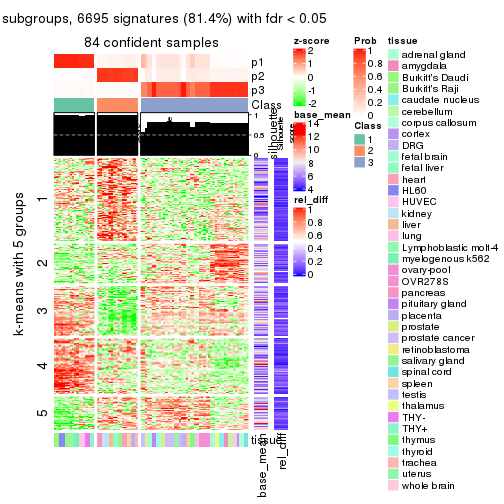 subgroups, 6695 signatures (81.4%) with fdr < 0.05
84 confident samples
p1
p2
p3
Class
1
0.5
0
silhouette
score
1
2
3
4
5
k-means with 5 groups
tissue
base_mean
rel_diff
z-score
2
1
0
-1
-2
base_mean
14
12
10
8
6
4
rel_diff
1
0.8
0.6
0.4
0.2
0
Prob
1
0.8
0.6
0.4
0.2
0
Class
1
2
3
tissue
adrenal gland
amygdala
Burkitt's Daudi
Burkitt's Raji
caudate nucleus
cerebellum
corpus callosum
cortex
DRG
fetal brain
fetal liver
heart
HL60
HUVEC
kidney
liver
lung
Lymphoblastic molt-4
myelogenous k562
ovary-pool
OVR278S
pancreas
pituitary gland
placenta
prostate
prostate cancer
retinoblastoma
salivary gland
spinal cord
spleen
testis
thalamus
THY-
THY+
thymus
thyroid
trachea
uterus
whole brain